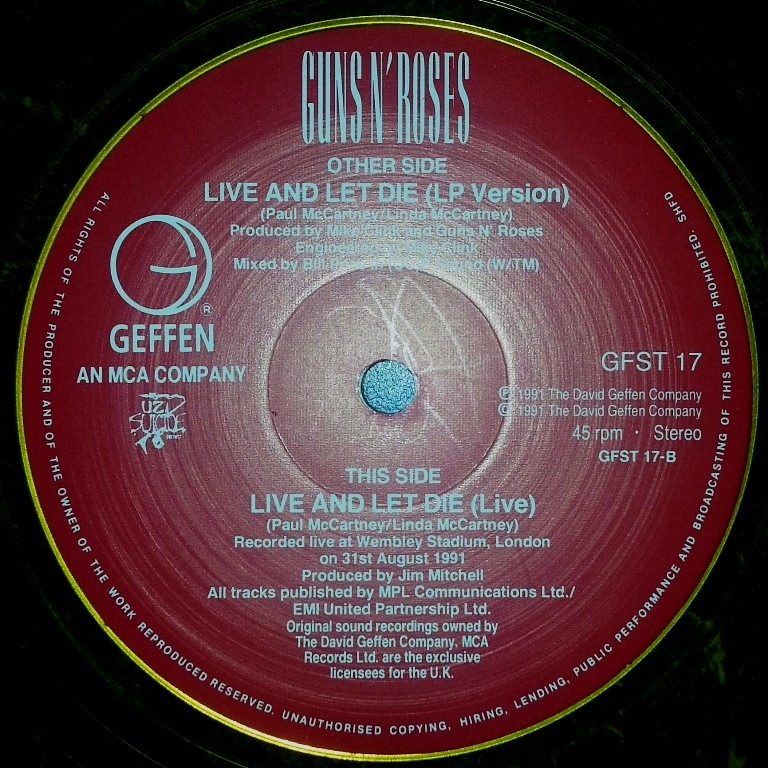 GUNS N' ROSES
OTHER SIDE
LIVE AND LET DIE (LP Version)
(Paul McCartney/Linda McCartney)
Produced by Mike Clink and Guns N' Roses
Engineered by Mike Clink
Mixed by Bill (W/TM)
G
®
GEFFEN
AN MCA COMPANY
UZI
SUICIDE
GFST 17
Ⓟ 1991 The David Geffen Company
© 1991 The David Geffen Company
45 rpm · Stereo
GFST 17-B
THIS SIDE
LIVE AND LET DIE (Live)
(Paul McCartney/Linda McCartney)
Recorded live at Wembley Stadium, London
on 31st August 1991
Produced by Jim Mitchell
All tracks published by MPL Communications Ltd./
EMI United Partnership Ltd.
Original sound recordings owned by
The David Geffen Company. MCA
Records Ltd. are the exclusive
licensees for the U.K.
ALL RIGHTS OF THE PRODUCER AND OF THE OWNER OF THE WORK REPRODUCED RESERVED. UNAUTHORISED COPYING, HIRING, LENDING, PUBLIC PERFORMANCE AND BROADCASTING OF THIS RECORD PROHIBITED. SHFD